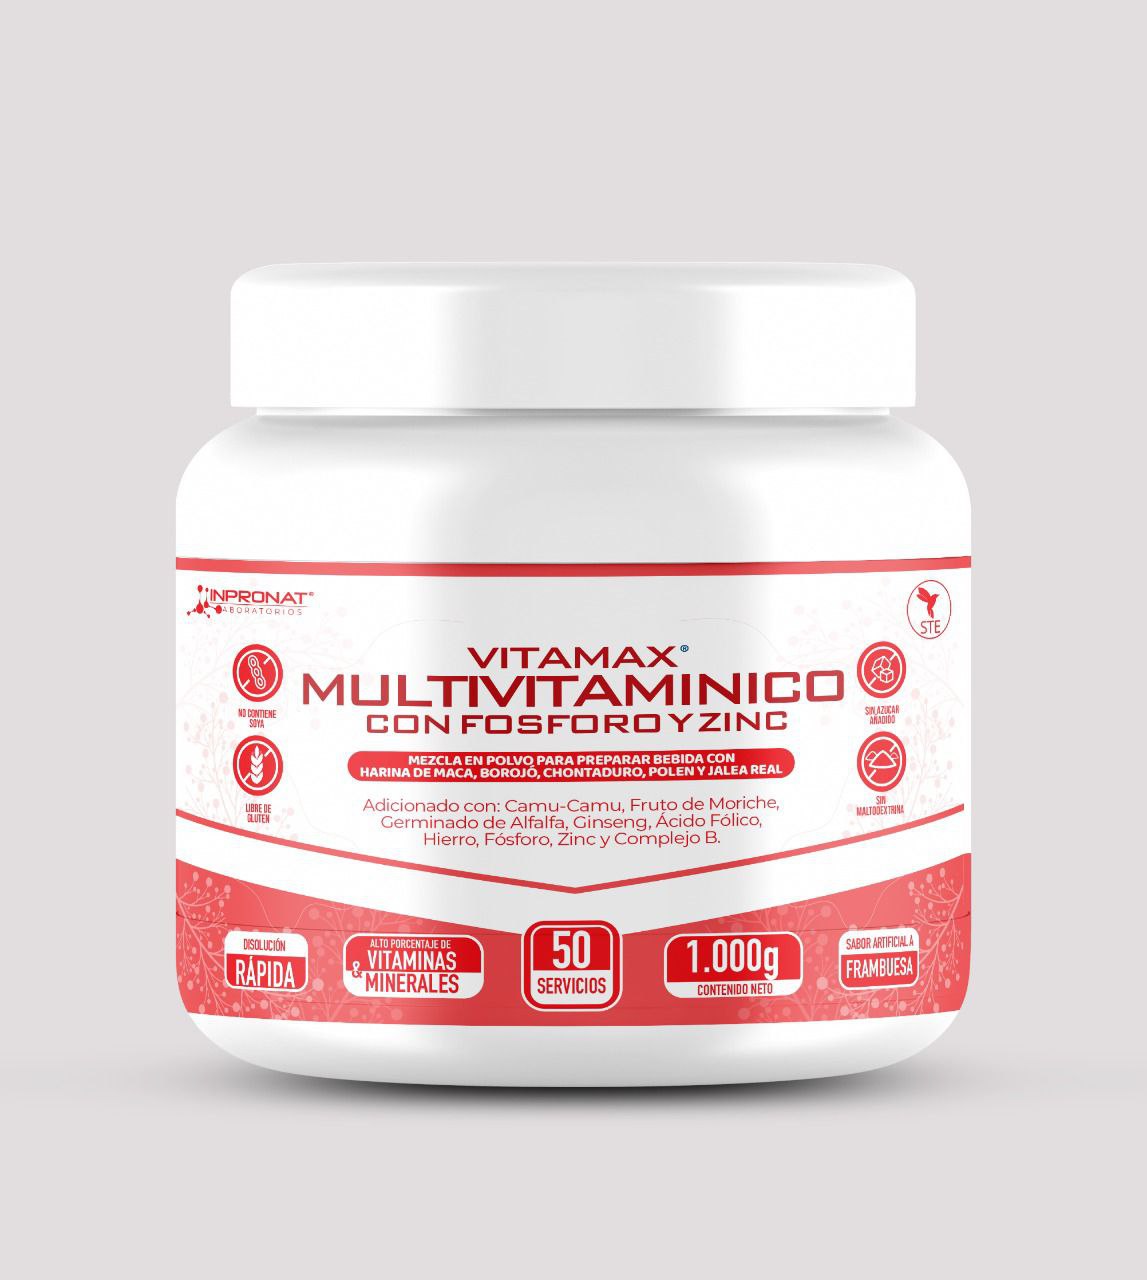 INPRONAT®
LABORATORIOS
STE
VITAMAX®
MULTIVITAMINICO
CON FOSFORO Y ZINC
NO CONTIENE
SOYA
SIN AZUCAR
AÑADIDO
MEZCLA EN POLVO PARA PREPARAR BEBIDA CON
HARINA DE MACA, BOROJÓ, CHONTADURO, POLEN Y JALEA REAL
LIBRE DE
GLUTEN
SIN
MALTODEXTRINA
Adicionado con: Camu-Camu, Fruto de Moriche,
Germinado de Alfalfa, Ginseng, Ácido Fólico,
Hierro, Fósforo, Zinc y Complejo B.
DISOLUCIÓN
RÁPIDA
ALTO PORCENTAJE DE
VITAMINAS
& MINERALES
50
SERVICIOS
1.000g
CONTENIDO NETO
SABOR ARTIFICIAL A
FRAMBUESA